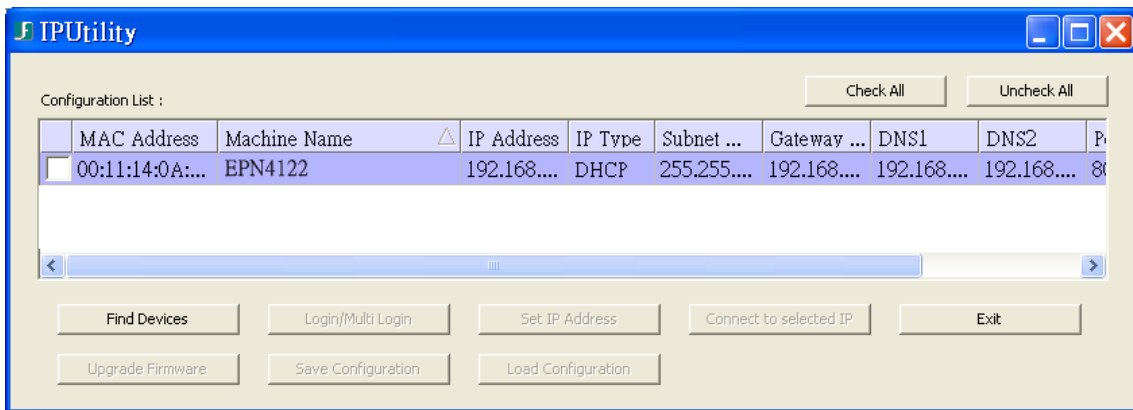 IPUtility
Check All Uncheck All
Configuration List :
MAC Address Machine Name IP Address IP Type Subnet ... Gateway ... DNS1 DNS2
00:11:14:0A:... EPN4122 192.168.... DHCP 255.255.... 192.168.... 192.168.... 192.168....
Find Devices Login/Multi Login Set IP Address Connect to selected IP Exit
Upgrade Firmware Save Configuration Load Configuration